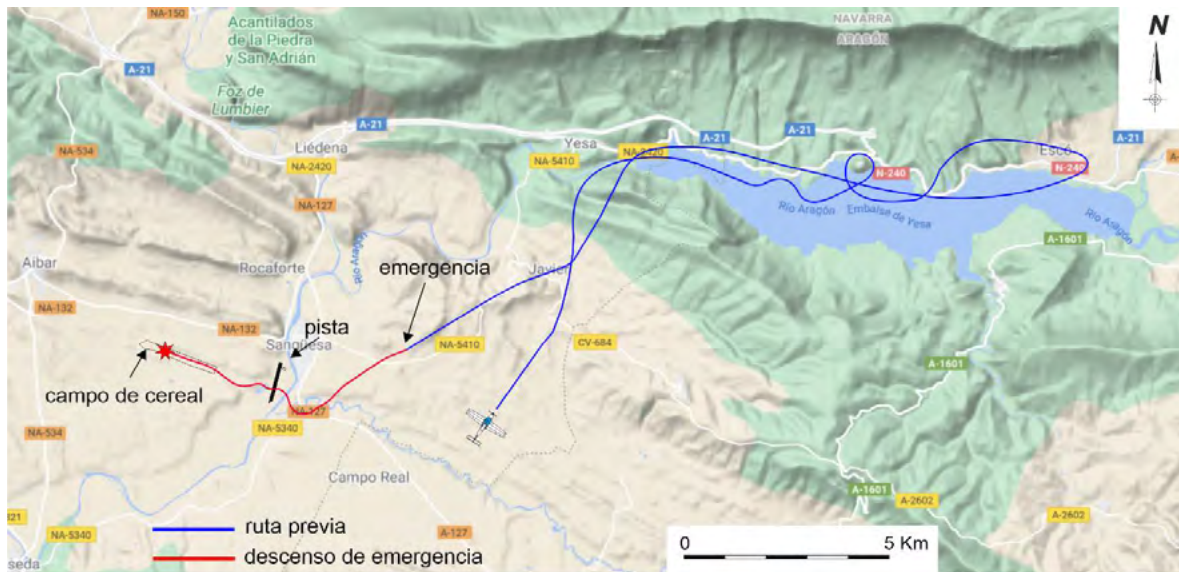 NA-150
Acantilados
de la Piedra
y San Adrián
NAVARRA
ARAGÓN
N
A-21
Foz de
Lumbier
A-21
A-21
A-21
A-21
Liédena
Yesa
NA-534
NA-2420
NA-5410
NA-2420
Escó
N-240
N-240
NA-127
Río Aragón
Embalse de Yesa
Río Aragón
A-1601
Aibar
Rocaforte
emergencia
Javier
NA-132
NA-132
pista
Sangüesa
NA-5410
CV-684
A-1601
campo de cereal
NA-127
NA-534
NA-5340
Campo Real
A-1601
A-2602
A-2602
321
NA-5340
A-127
ruta previa
descenso de emergencia
0
5 Km
seda